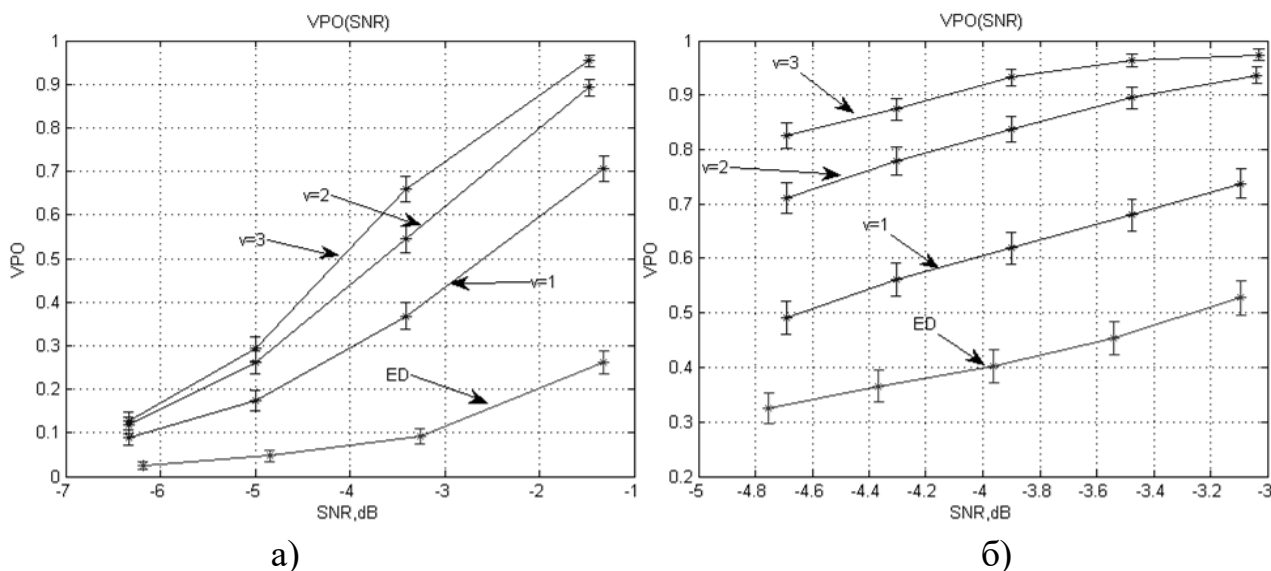 VPO(SNR)
1
0.9
0.8
0.7
0.6
0.5
0.4
0.3
0.2
0.1
0
VPO
v=2
v=3
v=1
ED
-7
-6
-5
-4
-3
-2
-1
SNR,dB
а)
VPO(SNR)
1
0.9
0.8
0.7
0.6
0.5
0.4
0.3
0.2
VPO
v=3
v=2
v=1
ED
-5
-4.8
-4.6
-4.4
-4.2
-4
-3.8
-3.6
-3.4
-3.2
-3
SNR,dB
б)